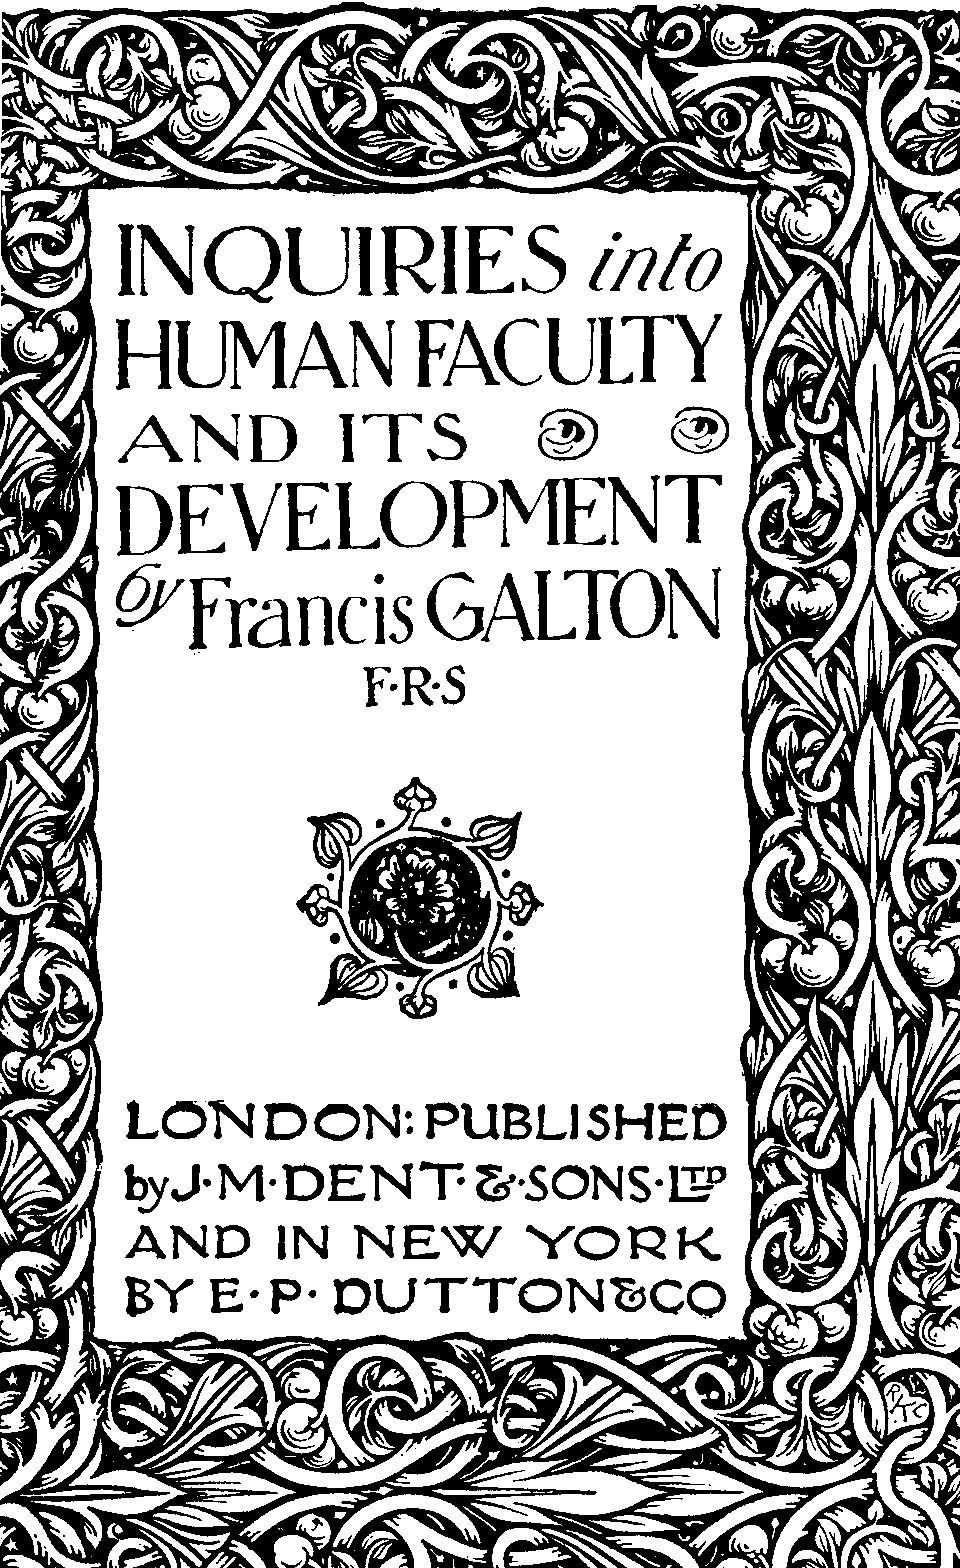 INQUIRIES into
HUMAN FACULTY
AND ITS
DEVELOPMENT
by Francis GALTON
F·R·S
LONDON: PUBLISHED
by J·M·DENT·&·SONS·LTD
AND IN NEW YORK
BY E·P·DUTTON&CO